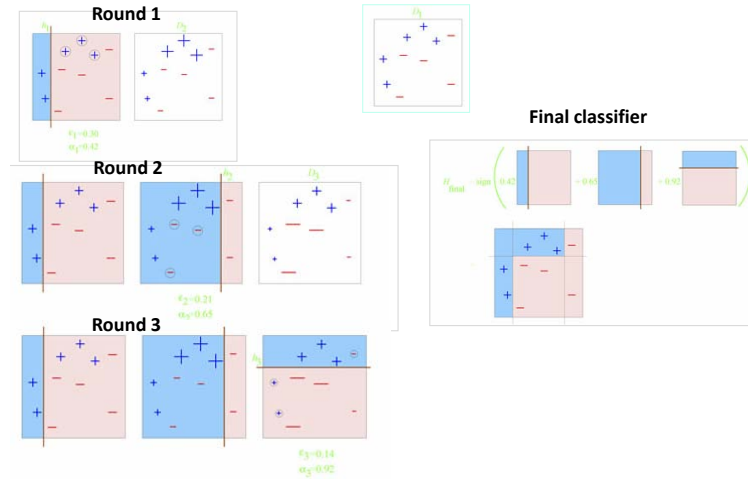 Round 1
h1
D2
D1
ε1=0.30
α1=0.42
Final classifier
H final = sign ( 0.42 + 0.65 + 0.92 )
Round 2
h2
D3
ε2=0.21
α2=0.65
Round 3
h3
ε3=0.14
α3=0.92